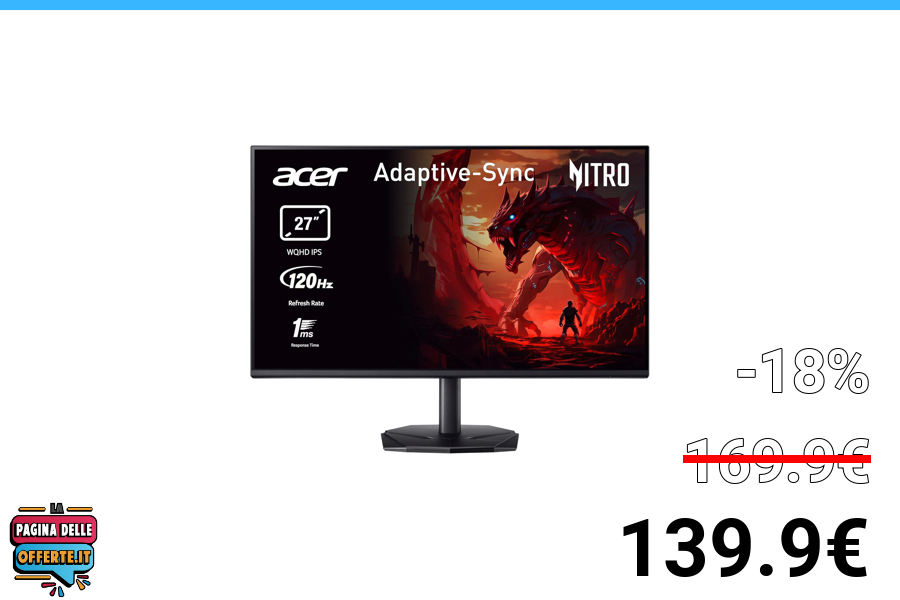 acer Adaptive-Sync NITRO
27"
WQHD IPS
120Hz
Refresh Rate
1ms
Response Time
-18%
169.9€
139.9€
LA
PAGINA DELLE
OFFERTE.IT